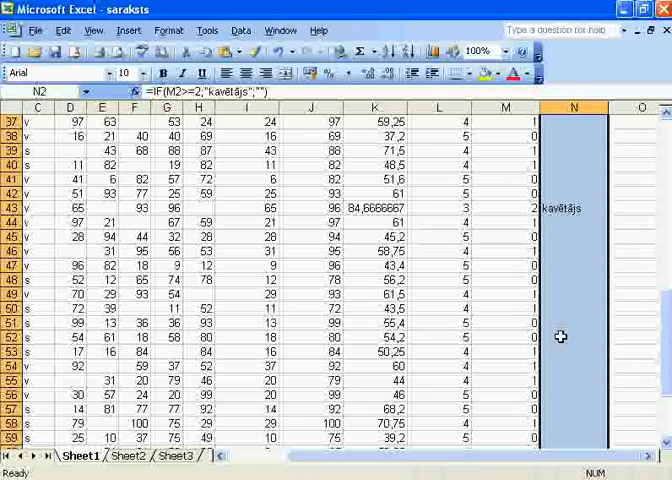 Microsoft Excel - saraksts
File Edit View Insert Format Tools Data Window Help Type a question for help
100%
Arial 10 B I U
N2 =IF(M2>=2;"kavētājs";"")
C D E F G H I J K L M N O
37 v 97 63 53 24 24 97 59,25 4 1
38 v 16 21 40 40 69 16 69 37,2 5 0
39 s 43 68 88 87 43 88 71,5 4 1
40 s 11 82 19 82 11 82 48,5 4 1
41 v 41 6 82 57 72 6 82 51,6 5 0
42 v 51 93 77 25 59 25 93 61 5 0
43 v 65 93 96 65 96 84,6666667 3 2 kavētājs
44 v 97 21 67 59 21 97 61 4 1
45 v 28 94 44 32 28 28 94 45,2 5 0
46 v 31 95 56 53 31 95 58,75 4 1
47 v 96 82 18 9 12 9 96 43,4 5 0
48 s 52 12 65 74 78 12 78 56,2 5 0
49 v 70 29 93 54 29 93 61,5 4 1
50 s 72 39 11 52 11 72 43,5 4 1
51 s 99 13 36 36 93 13 99 55,4 5 0
52 s 54 61 18 58 80 18 80 54,2 5 0
53 s 17 16 84 84 16 84 50,25 4 1
54 v 92 59 37 52 37 92 60 4 1
55 v 31 20 79 46 20 79 44 4 1
56 v 30 57 24 20 99 20 99 46 5 0
57 s 14 81 77 77 92 14 92 68,2 5 0
58 s 79 100 75 29 29 100 70,75 4 1
59 s 25 10 37 75 49 10 75 39,2 5 0
Sheet1 Sheet2 Sheet3
Ready NUM